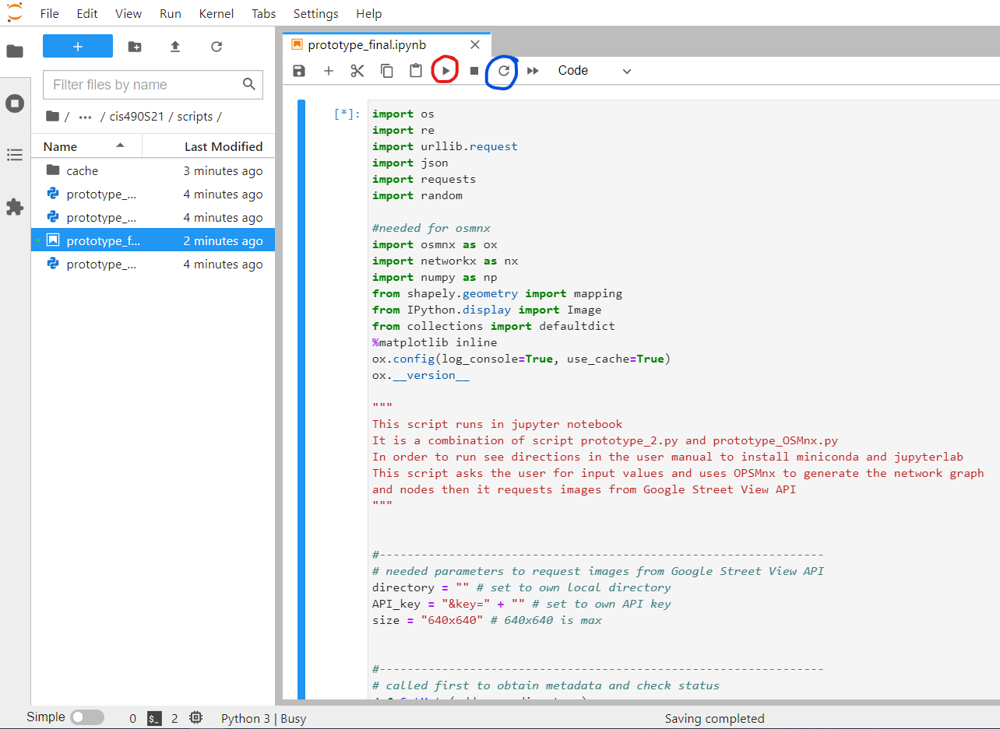 File Edit View Run Kernel Tabs Settings Help
+
Filter files by name
/ ... / cis490S21 / scripts /
Name Last Modified
cache 3 minutes ago
prototype_... 4 minutes ago
prototype_... 4 minutes ago
prototype_f... 2 minutes ago
prototype_... 4 minutes ago
prototype_final.ipynb
Code
[*]:
import os
import re
import urllib.request
import json
import requests
import random
#needed for osmnx
import osmnx as ox
import networkx as nx
import numpy as np
from shapely.geometry import mapping
from IPython.display import Image
from collections import defaultdict
%matplotlib inline
ox.config(log_console=True, use_cache=True)
ox.__version__
"""
This script runs in jupyter notebook
It is a combination of script prototype_2.py and prototype_OSMnx.py
In order to run see directions in the user manual to install miniconda and jupyterlab
This script asks the user for input values and uses OPSMnx to generate the network graph
and nodes then it requests images from Google Street View API
"""
#----------------------------------------------------------------
# needed parameters to request images from Google Street View API
directory = "" # set to own local directory
API_key = "&key=" + "" # set to own API key
size = "640x640" # 640x640 is max
#----------------------------------------------------------------
# called first to obtain metadata and check status
Simple 0 $_ 2 Python 3 | Busy Saving completed